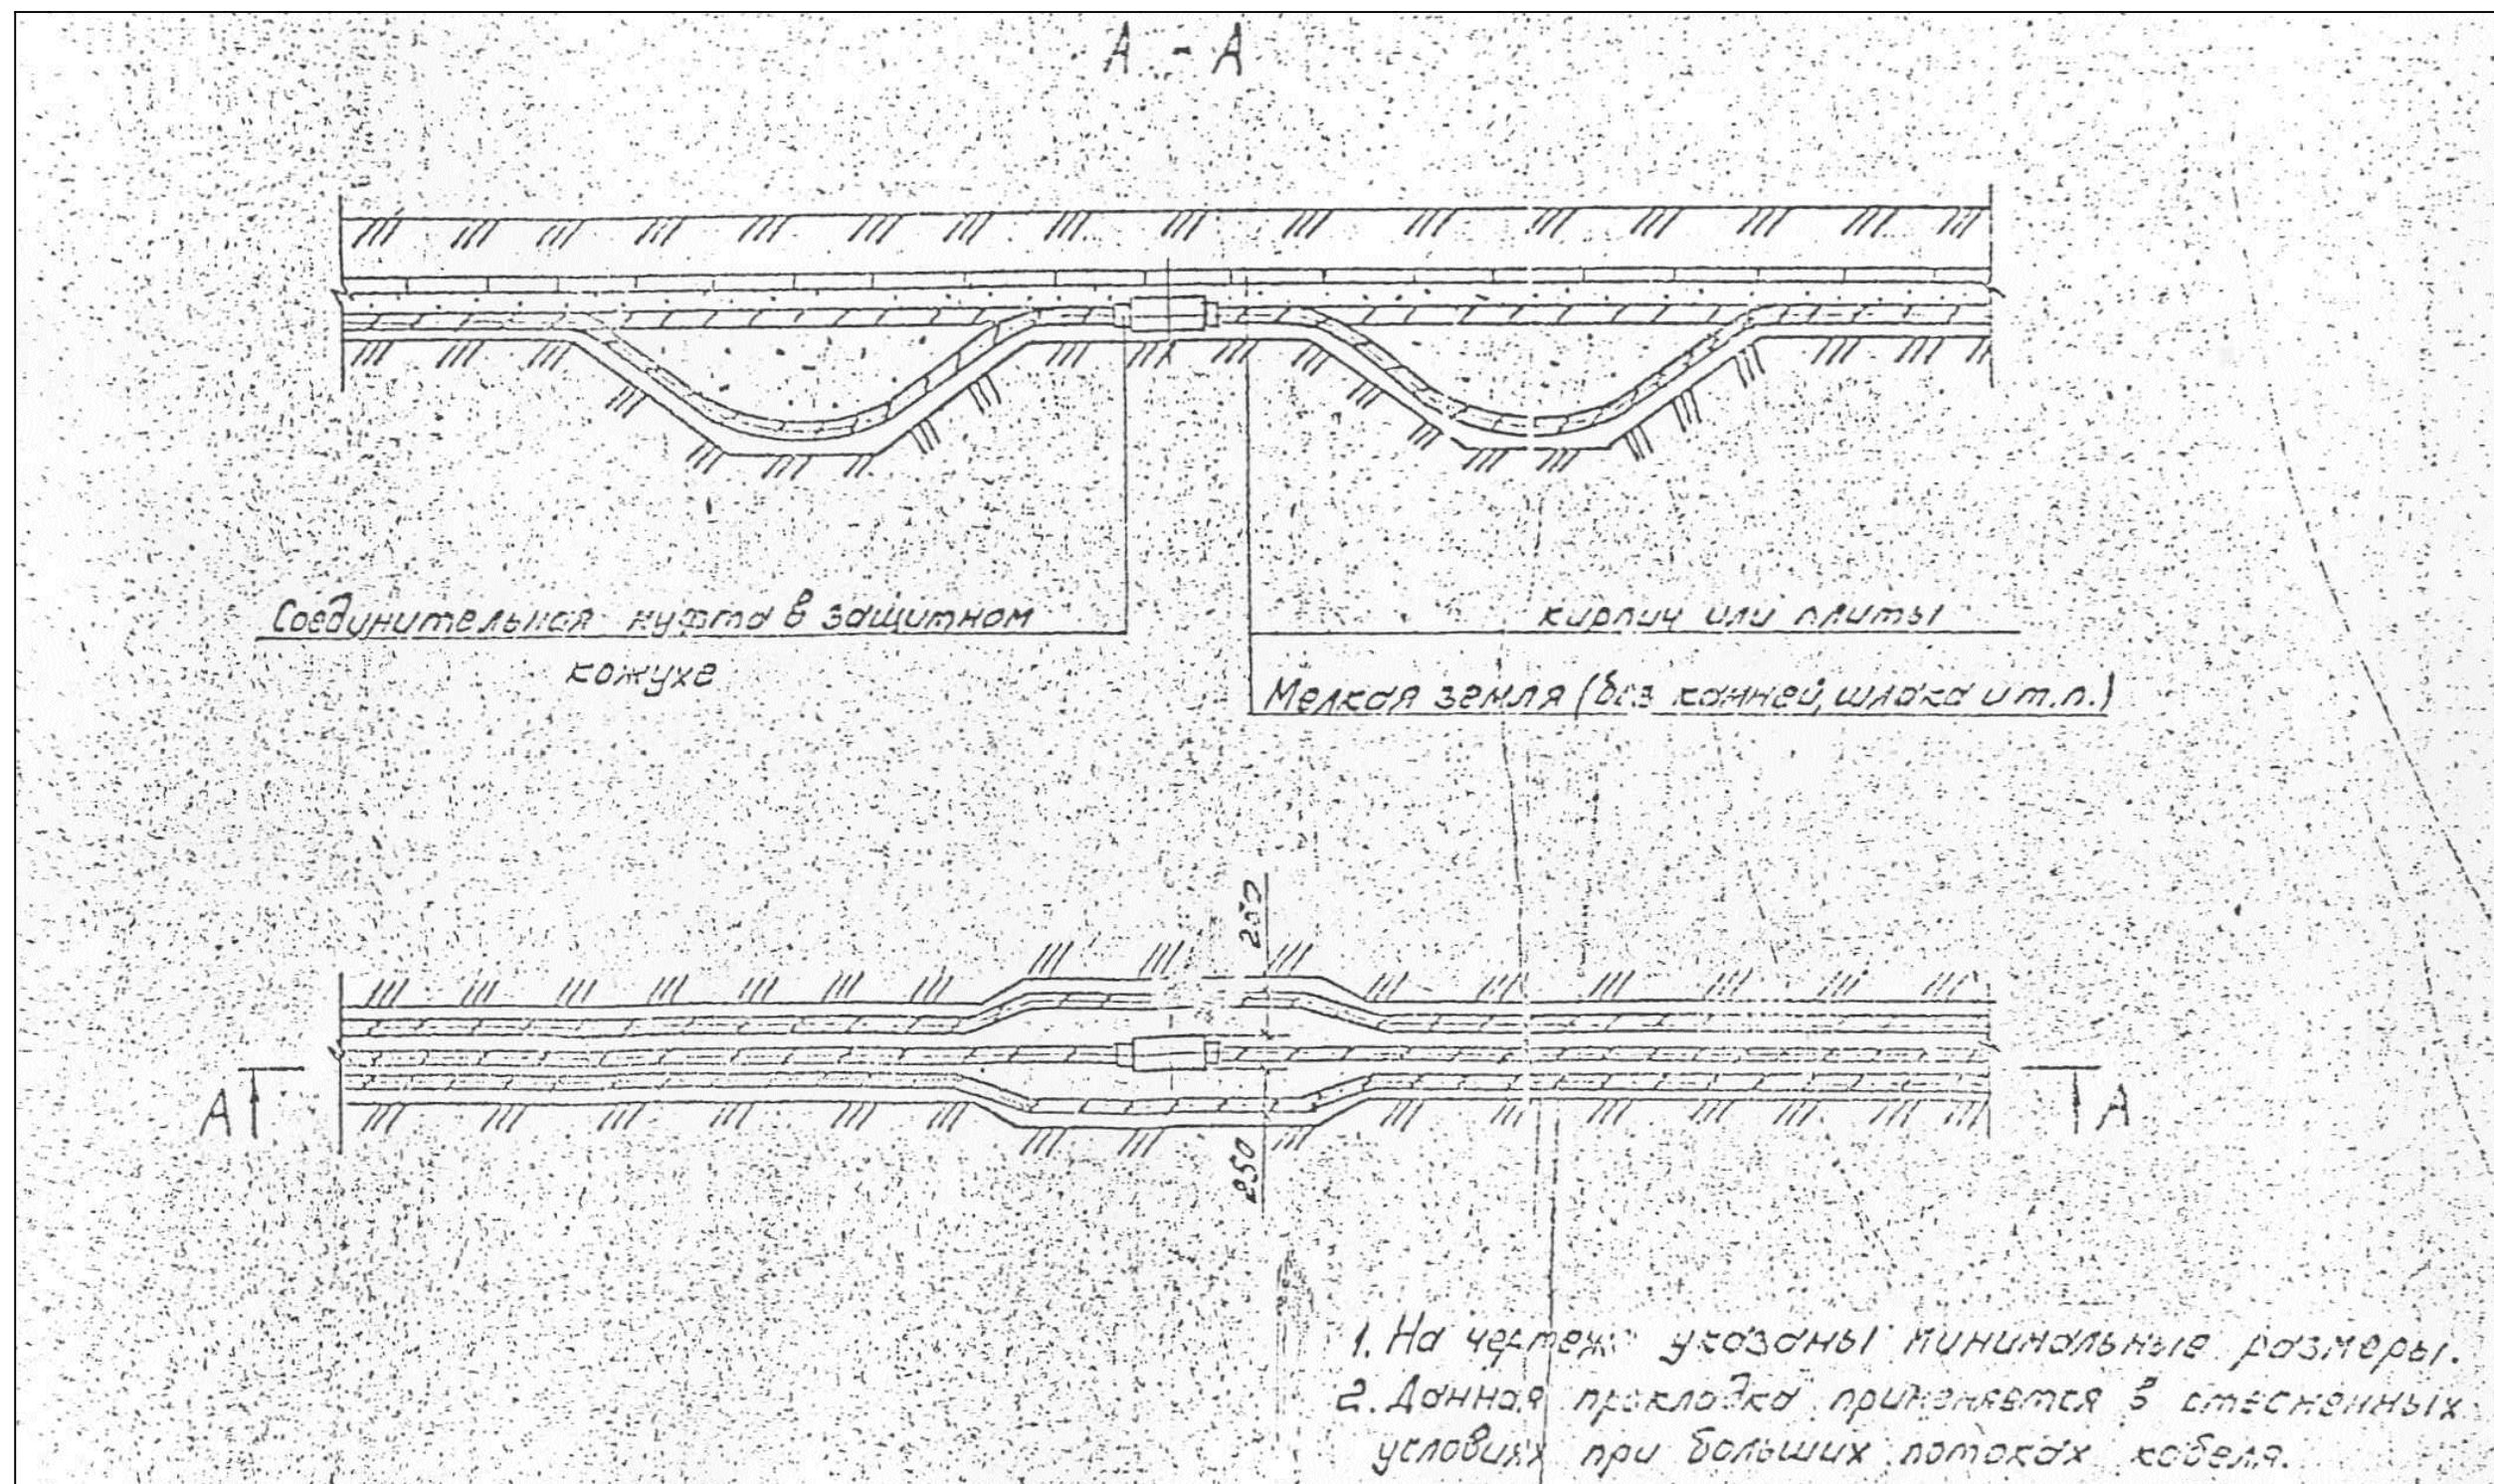 А - А
Соединительная муфта в защитном
кожухе
кирпич или плиты
Мелкая земля (без камней, шлака и т.п.)
250
250
А
А
1. На чертеже указаны минимальные размеры.
2. Данная прокладка применяется в стесненных
условиях при больших потоках кабеля.